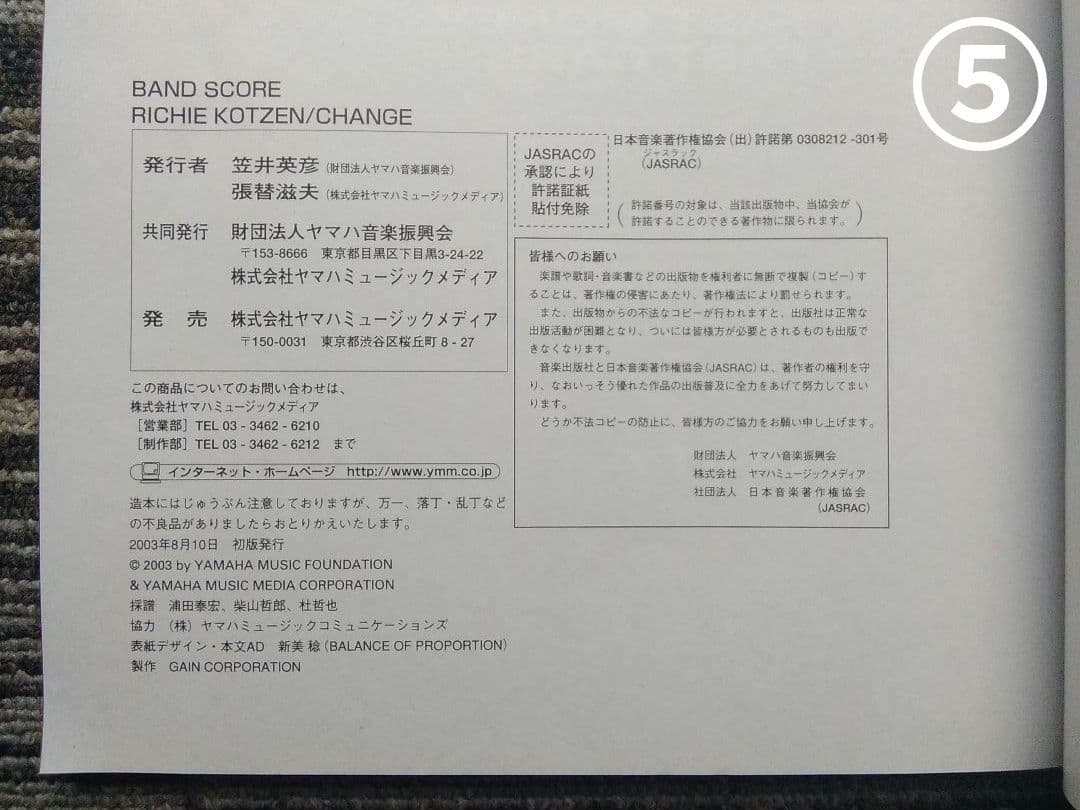 ⑤
BAND SCORE
RICHIE KOTZEN/CHANGE
発行者 笠井英彦(財団法人ヤマハ音楽振興会)
張替滋夫(株式会社ヤマハミュージックメディア)
共同発行 財団法人ヤマハ音楽振興会
〒153-8666 東京都目黒区下目黒3-24-22
株式会社ヤマハミュージックメディア
発 売 株式会社ヤマハミュージックメディア
〒150-0031 東京都渋谷区桜丘町 8 - 27
この商品についてのお問い合わせは、
株式会社ヤマハミュージックメディア
[営業部] TEL 03 - 3462 - 6210
[制作部] TEL 03 - 3462 - 6212 まで
インターネット・ホームページ http://www.ymm.co.jp
造本にはじゅうぶん注意しておりますが、万一、落丁・乱丁など
の不良品がありましたらおとりかえいたします。
2003年8月10日 初版発行
© 2003 by YAMAHA MUSIC FOUNDATION
& YAMAHA MUSIC MEDIA CORPORATION
採譜 浦田泰宏、柴山哲郎、杜哲也
協力 (株)ヤマハミュージックコミュニケーションズ
表紙デザイン・本文AD 新美 稔(BALANCE OF PROPORTION)
製作 GAIN CORPORATION
JASRACの
承認により
許諾証紙
貼付免除
日本音楽著作権協会(出)許諾第 0308212 -301号
ジャスラック
(JASRAC)
(許諾番号の対象は、当該出版物中、当協会が
許諾することのできる著作物に限られます。)
皆様へのお願い
楽譜や歌詞・音楽書などの出版物を権利者に無断で複製(コピー)す
ることは、著作権の侵害にあたり、著作権法により罰せられます。
また、出版物からの不法なコピーが行われますと、出版社は正常な
出版活動が困難となり、ついには皆様方が必要とされるものも出版で
きなくなります。
音楽出版社と日本音楽著作権協会(JASRAC)は、著作者の権利を守
り、なおいっそう優れた作品の出版普及に全力をあげて努力してまい
ります。
どうか不法コピーの防止に、皆様方のご協力をお願い申し上げます。
財団法人 ヤマハ音楽振興会
株式会社 ヤマハミュージックメディア
社団法人 日本音楽著作権協会
(JASRAC)